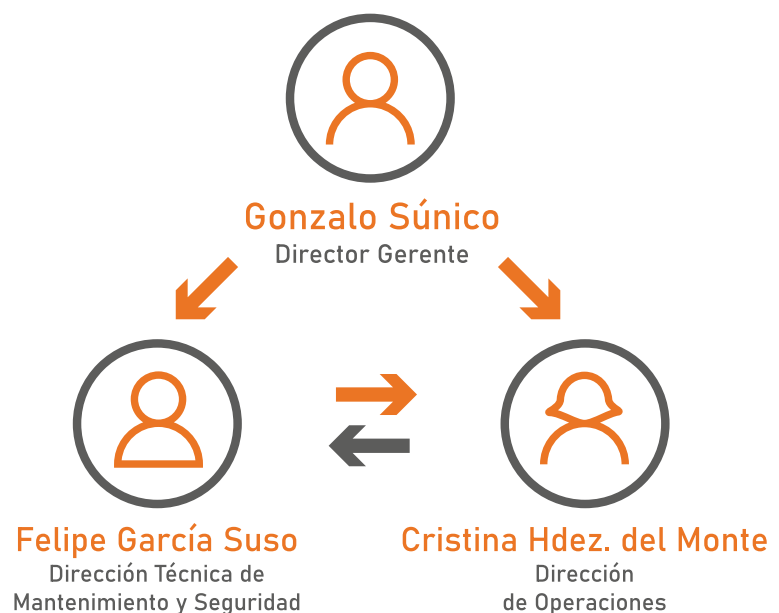 Gonzalo Súnico
Director Gerente
Felipe García Suso
Dirección Técnica de
Mantenimiento y Seguridad
Cristina Hdez. del Monte
Dirección
de Operaciones